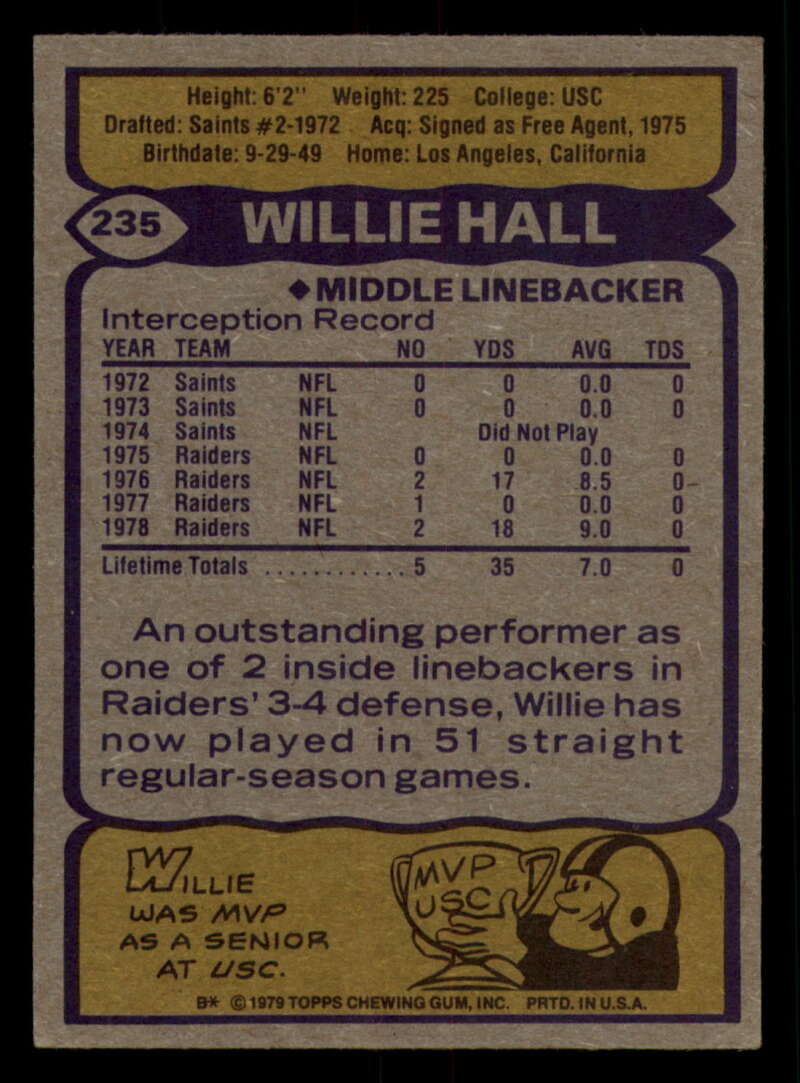 Height: 6'2" Weight: 225 College: USC
Drafted: Saints #2-1972 Acq: Signed as Free Agent, 1975
Birthdate: 9-29-49 Home: Los Angeles, California
235 WILLIE HALL
♦ MIDDLE LINEBACKER
Interception Record
YEAR TEAM NO YDS AVG TDS
1972 Saints NFL 0 0 0.0 0
1973 Saints NFL 0 0 0.0 0
1974 Saints NFL Did Not Play
1975 Raiders NFL 0 0 0.0 0
1976 Raiders NFL 2 17 8.5 0
1977 Raiders NFL 1 0 0.0 0
1978 Raiders NFL 2 18 9.0 0
Lifetime Totals ............ 5 35 7.0 0
An outstanding performer as
one of 2 inside linebackers in
Raiders' 3-4 defense, Willie has
now played in 51 straight
regular-season games.
WILLIE
WAS MVP
AS A SENIOR
AT USC.
MVP
USC
B* © 1979 TOPPS CHEWING GUM, INC. PRTD. IN U.S.A.